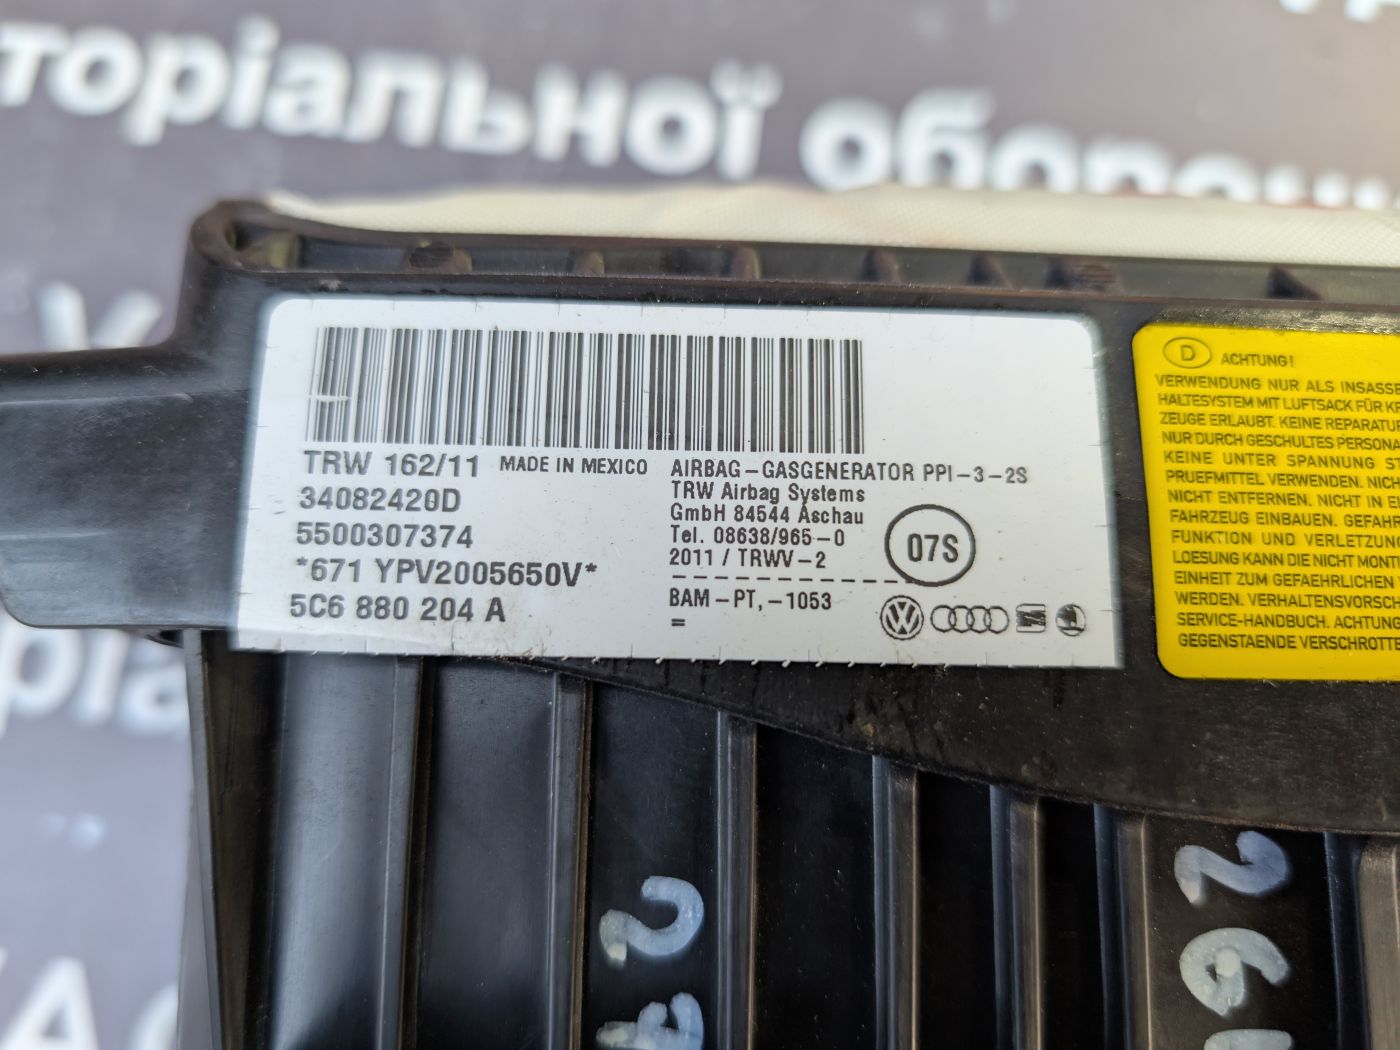 торіальної оборони
TRW 162/11 MADE IN MEXICO
34082420D
5500307374
*671 YPV2005650V*
5C6 880 204 A
AIRBAG-GASGENERATOR PPI-3-2S
TRW Airbag Systems
GmbH 84544 Aschau
Tel. 08638/965-0
2011 / TRWV-2
BAM-PT,-1053
=
07S
D ACHTUNG!
VERWENDUNG NUR ALS INSASSE
HALTESYSTEM MIT LUFTSACK FÜR
ZEUGE ERLAUBT. KEINE REPARATUR
NUR DURCH GESCHULTES PERSONA
KEINE UNTER SPANNUNG ST
PRUEFMITTEL VERWENDEN. NICH
NICHT ENTFERNEN. NICHT IN E
FAHRZEUG EINBAUEN. GEFAHR
FUNKTION UND VERLETZUNG
LOESUNG KANN DIE NICHT MONT
EINHEIT ZUM GEFAEHRLICHEN
WERDEN. VERHALTENSVORSCH
SERVICE-HANDBUCH. ACHTUNG
GEGENSTAENDE VERSCHROTTE